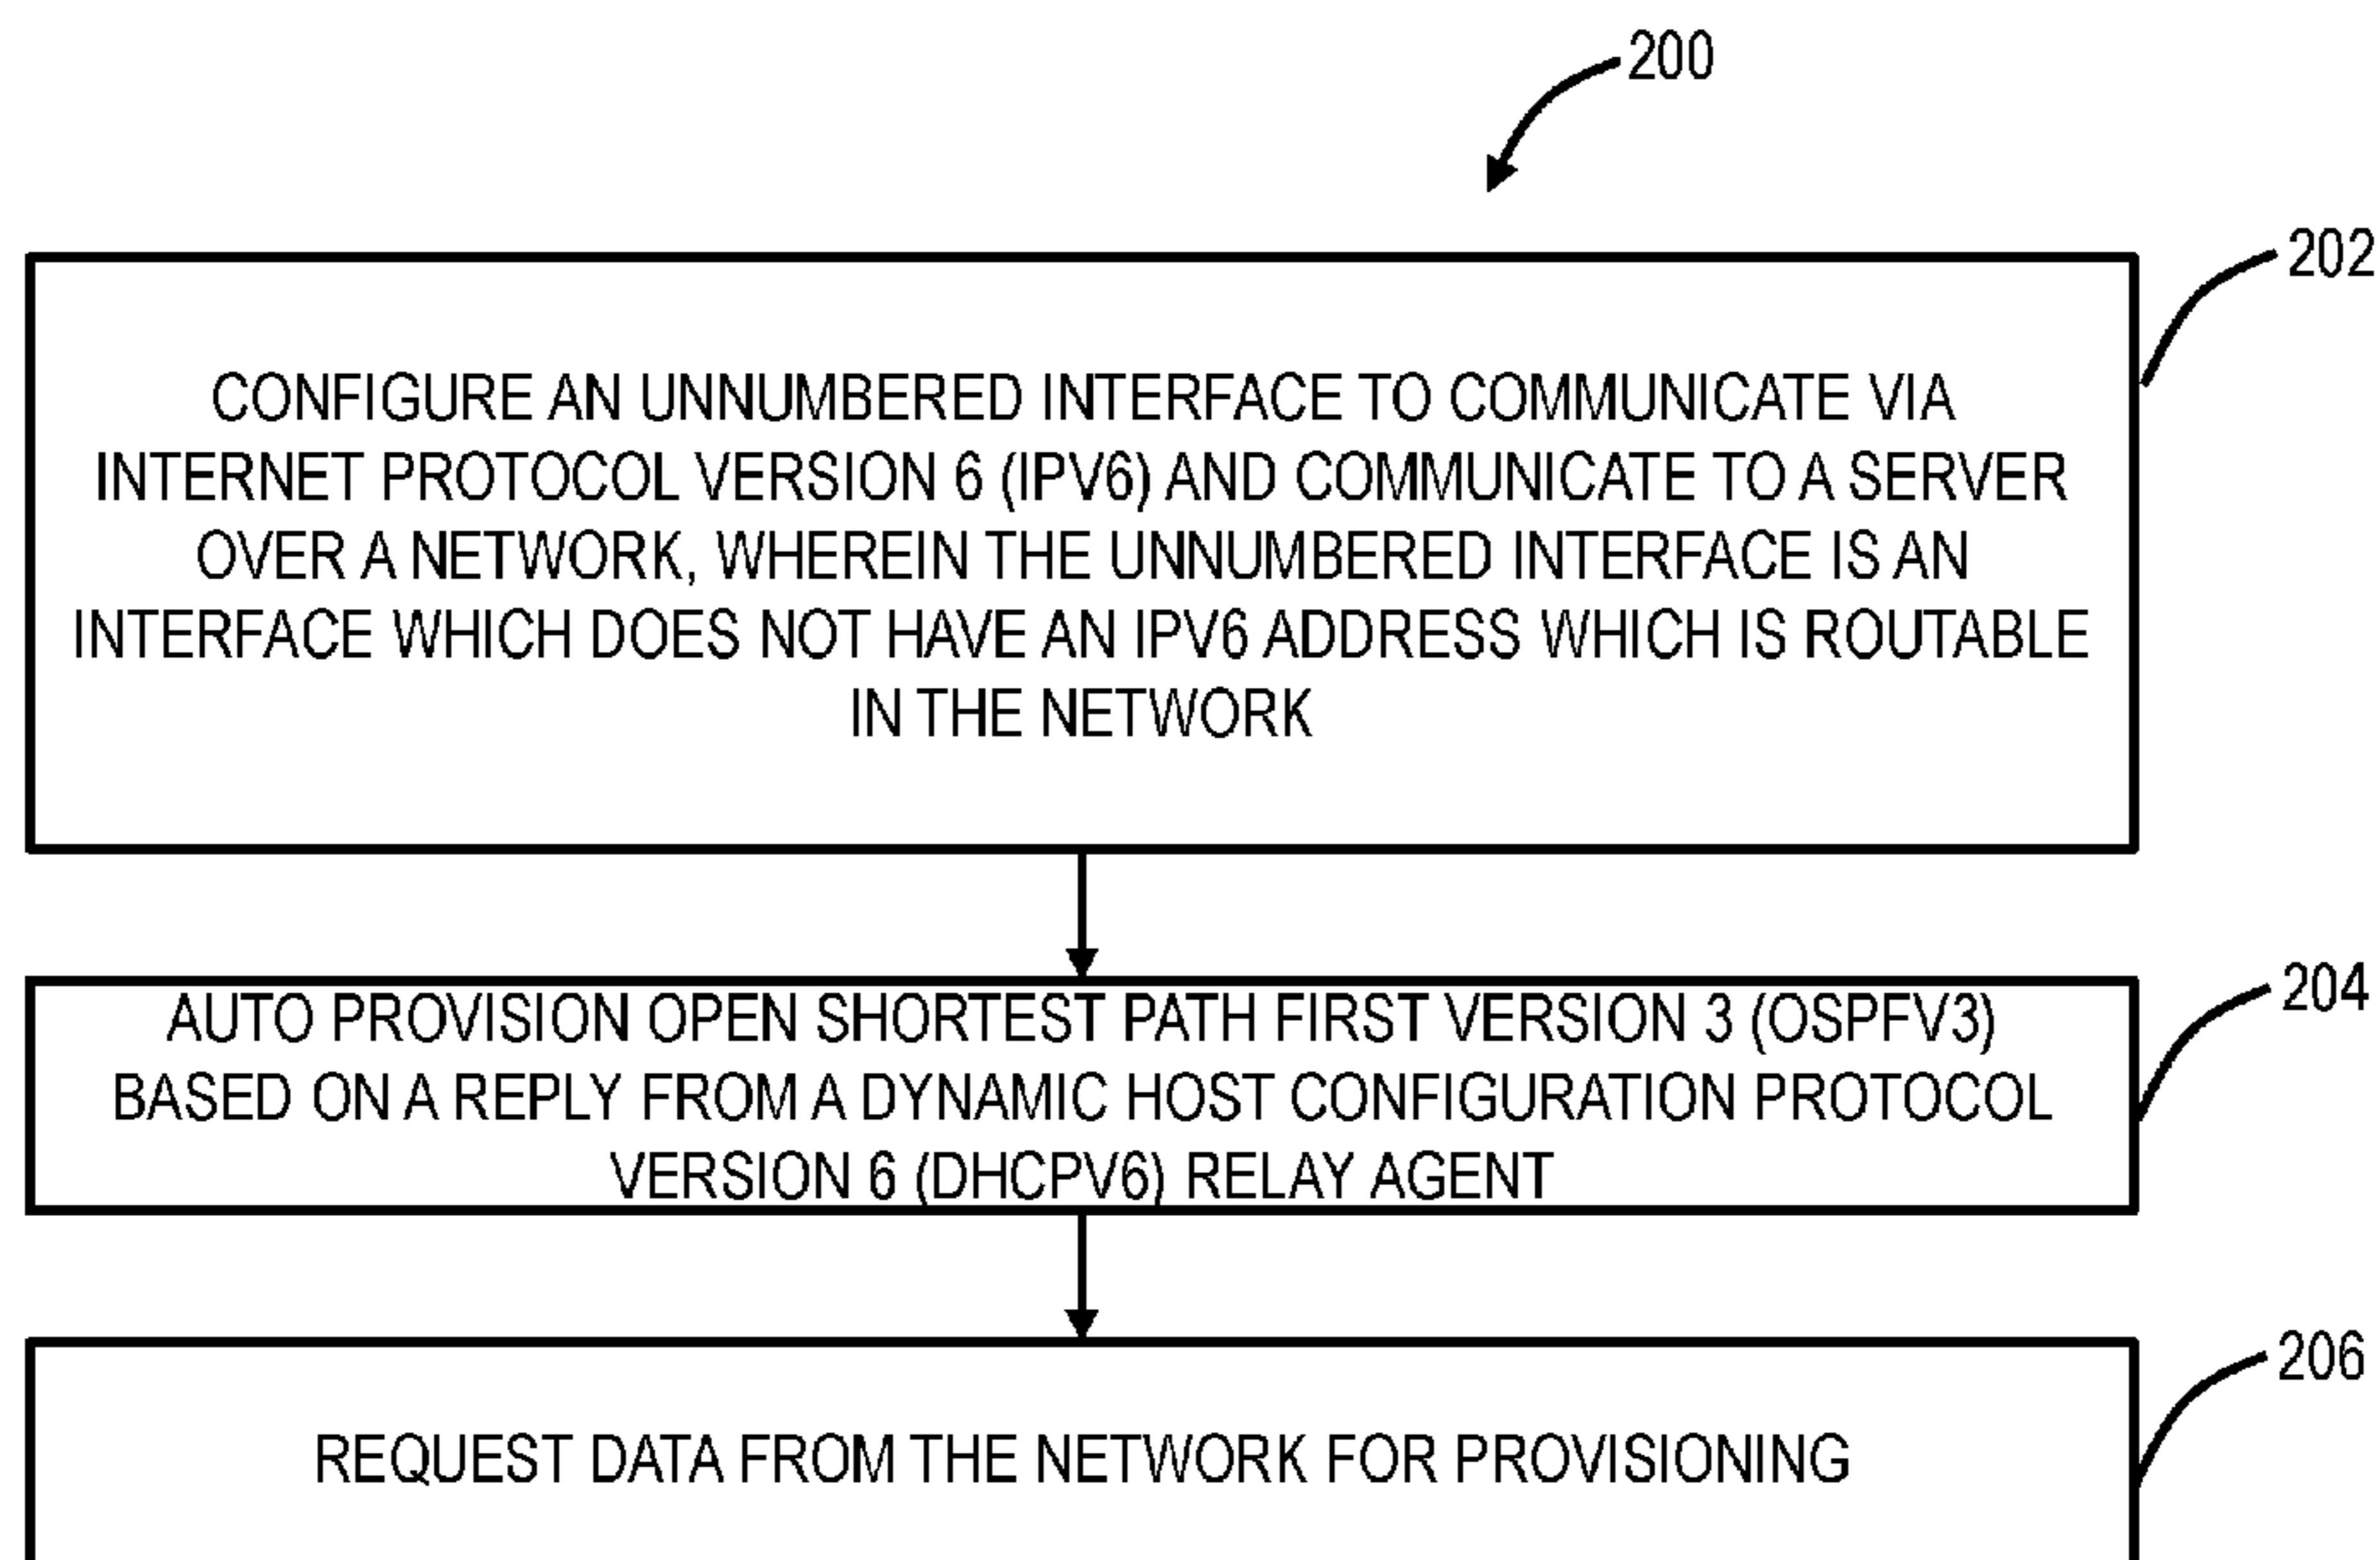 200
202
CONFIGURE AN UNNUMBERED INTERFACE TO COMMUNICATE VIA
INTERNET PROTOCOL VERSION 6 (IPV6) AND COMMUNICATE TO A SERVER
OVER A NETWORK, WHEREIN THE UNNUMBERED INTERFACE IS AN
INTERFACE WHICH DOES NOT HAVE AN IPV6 ADDRESS WHICH IS ROUTABLE
IN THE NETWORK
204
AUTO PROVISION OPEN SHORTEST PATH FIRST VERSION 3 (OSPFV3)
BASED ON A REPLY FROM A DYNAMIC HOST CONFIGURATION PROTOCOL
VERSION 6 (DHCPV6) RELAY AGENT
206
REQUEST DATA FROM THE NETWORK FOR PROVISIONING